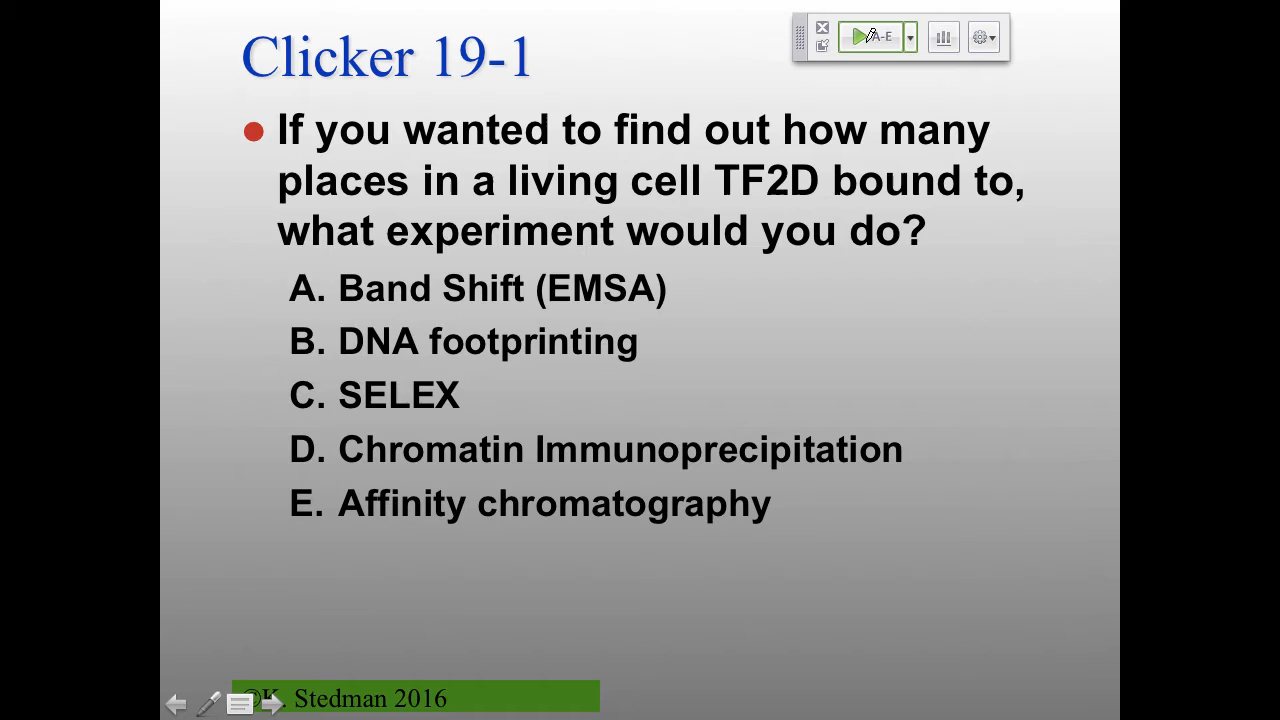 Clicker 19-1
A-E
If you wanted to find out how many
places in a living cell TF2D bound to,
what experiment would you do?
A. Band Shift (EMSA)
B. DNA footprinting
C. SELEX
D. Chromatin Immunoprecipitation
E. Affinity chromatography
©K. Stedman 2016